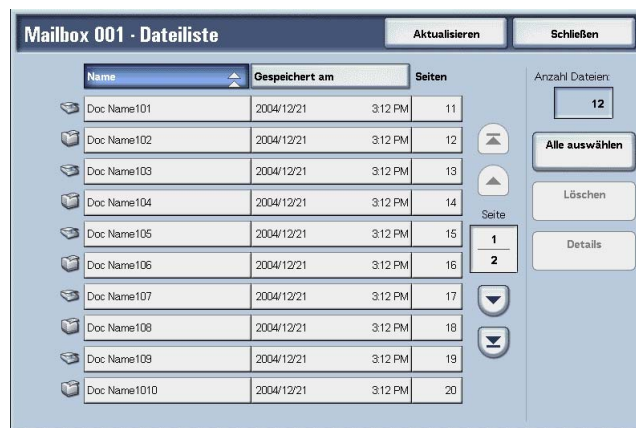 Mailbox 001 - Dateiliste
Aktualisieren
Schließen
Name
Gespeichert am
Seiten
Doc Name101 2004/12/21 3:12 PM 11
Doc Name102 2004/12/21 3:12 PM 12
Doc Name103 2004/12/21 3:12 PM 13
Doc Name104 2004/12/21 3:12 PM 14
Doc Name105 2004/12/21 3:12 PM 15
Doc Name106 2004/12/21 3:12 PM 16
Doc Name107 2004/12/21 3:12 PM 17
Doc Name108 2004/12/21 3:12 PM 18
Doc Name109 2004/12/21 3:12 PM 19
Doc Name1010 2004/12/21 3:12 PM 20
Seite
1
2
Anzahl Dateien:
12
Alle auswählen
Löschen
Details